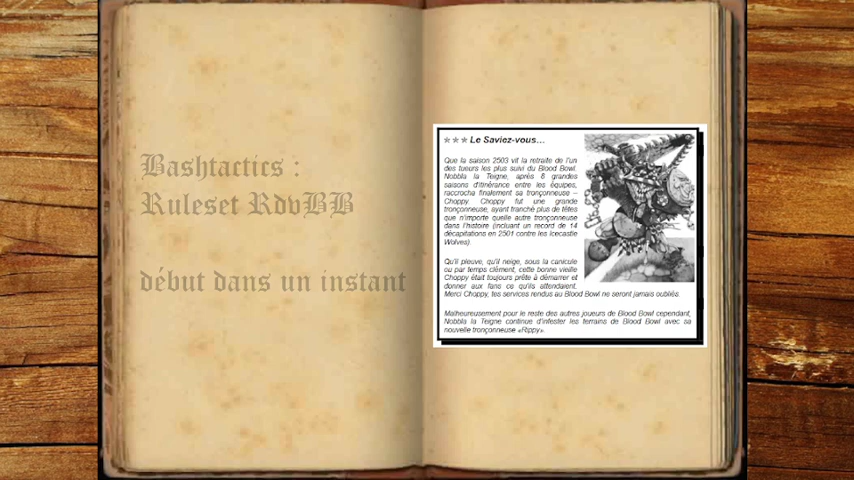 Bashtactics :
Ruleset RdvBB
début dans un instant
★★★ Le Saviez-vous...
Que la saison 2503 vit la retraite de l'un
des tueurs les plus suivi du Blood Bowl.
Nobbla la Teigne, après 8 grandes
saisons d'itinérance entre les équipes,
raccrocha finalement sa tronçonneuse –
Choppy. Choppy fut une grande
tronçonneuse, ayant tranché plus de têtes
que n'importe quelle autre tronçonneuse
dans l'histoire (incluant un record de 14
décapitations en 2501 contre les Icecastle
Wolves).
Qu'il pleuve, qu'il neige, sous la canicule
ou par temps clément, cette bonne vieille
Choppy était toujours prête à démarrer et
donner aux fans ce qu'ils attendaient.
Merci Choppy, tes services rendus au Blood Bowl ne seront jamais oubliés.
Malheureusement pour le reste des autres joueurs de Blood Bowl cependant,
Nobbla la Teigne continue d'infester les terrains de Blood Bowl avec sa
nouvelle tronçonneuse «Rippy».